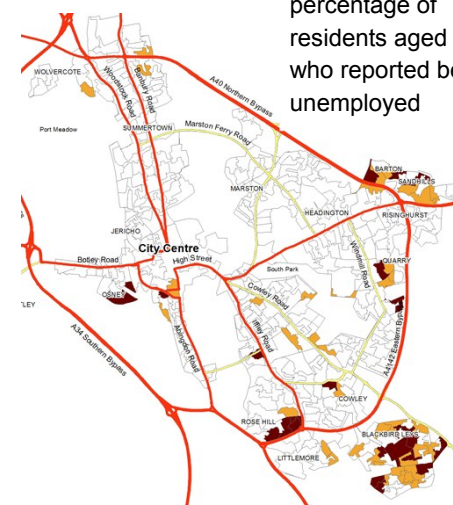 percentage of
residents aged
who reported be
unemployed
WOLVERCOTE
Woodstock Road
Banbury Road
A40 Northern Bypass
Port Meadow
SUMMERTOWN
Marston Ferry Road
BARTON
SANDHILLS
MARSTON
HEADINGTON
RISINGHURST
JERICHO
City Centre
High Street
Botley Road
South Park
Windmill Road
QUARRY
OSNEY
Cowley Road
TLEY
A34 Southern Bypass
Abingdon Road
Iffley Road
A4142 Eastern Byp
COWLEY
ROSE HILL
BLACKBIRD LEYS
LITTLEMORE